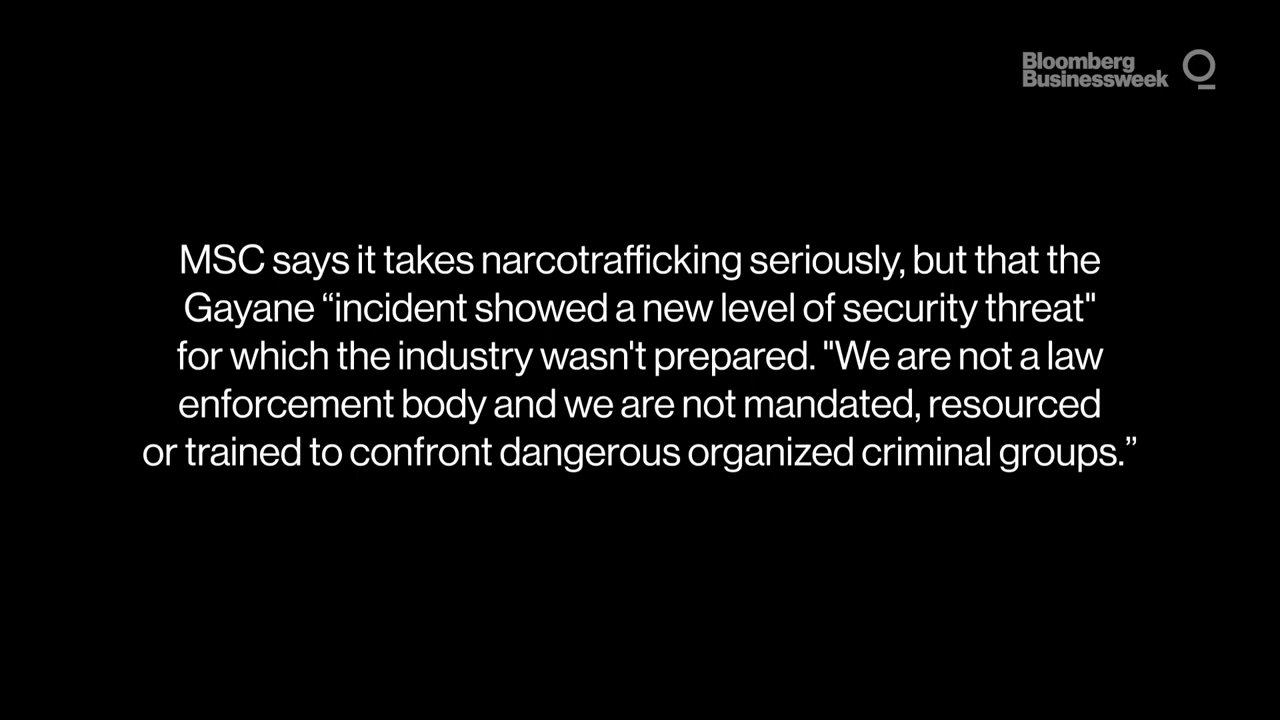 Bloomberg
Businessweek
MSC says it takes narcotrafficking seriously, but that the
Gayane “incident showed a new level of security threat"
for which the industry wasn't prepared. "We are not a law
enforcement body and we are not mandated, resourced
or trained to confront dangerous organized criminal groups.”